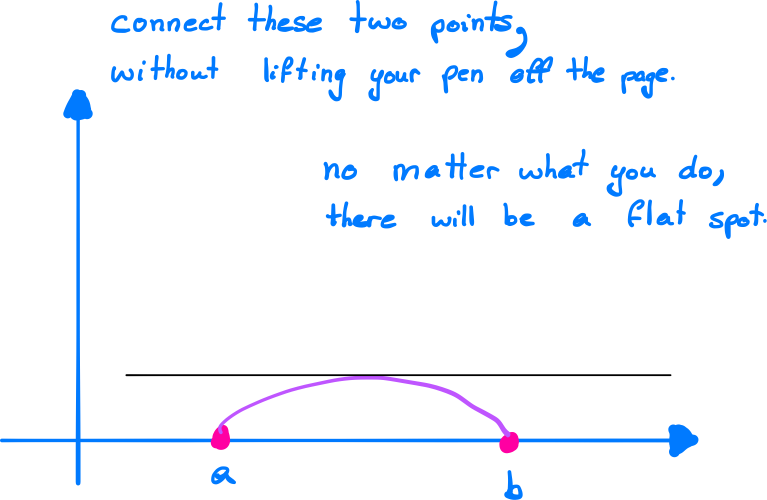 connect these two points,
without lifting your pen off the page.
no matter what you do,
there will be a flat spot.
a
b